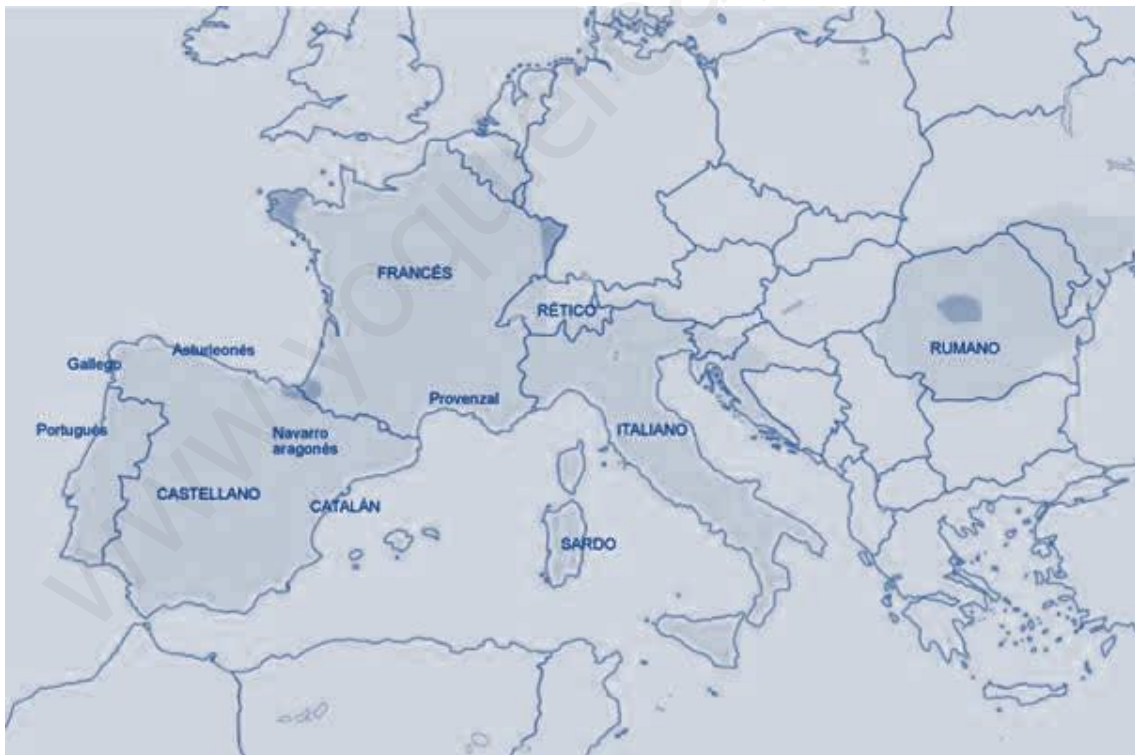 FRANCÉS
RÉTICO
Asturleonés
Gallego
RUMANO
Provenzal
Portugués
Navarro
aragonés
ITALIANO
CASTELLANO
CATALÁN
SARDO